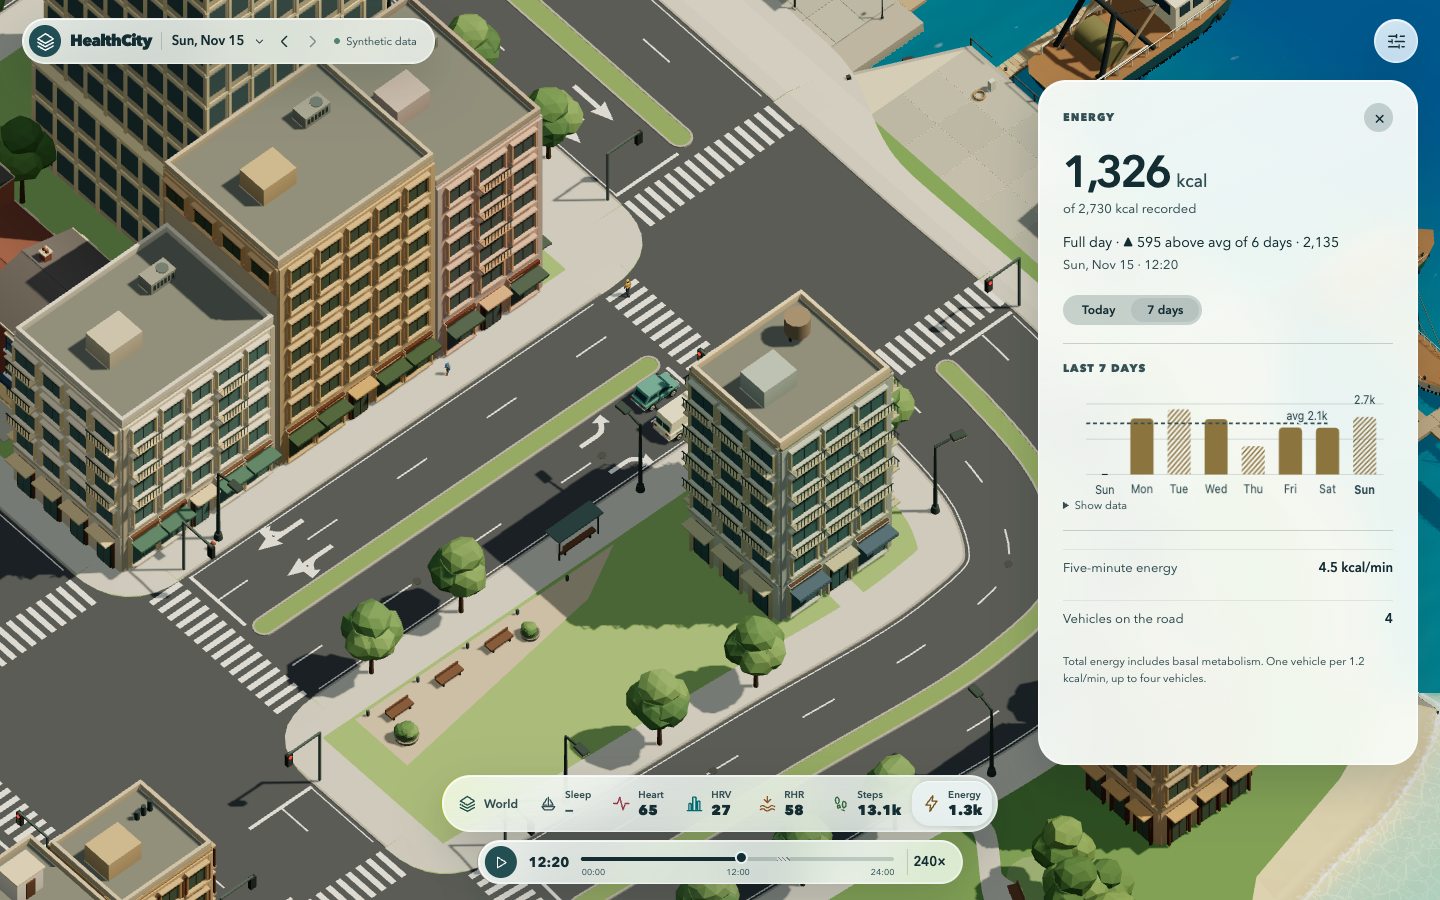 HealthCity Sun, Nov 15 Synthetic data
ENERGY
1,326 kcal
of 2,730 kcal recorded
Full day · ▲ 595 above avg of 6 days · 2,135
Sun, Nov 15 · 12:20
Today 7 days
LAST 7 DAYS
2.7k
avg 2.1k
Sun Mon Tue Wed Thu Fri Sat Sun
Show data
Five-minute energy 4.5 kcal/min
Vehicles on the road 4
Total energy includes basal metabolism. One vehicle per 1.2
kcal/min, up to four vehicles.
World
Sleep –
Heart 65
HRV 27
RHR 58
Steps 13.1k
Energy 1.3k
12:20
00:00 12:00 24:00
240×